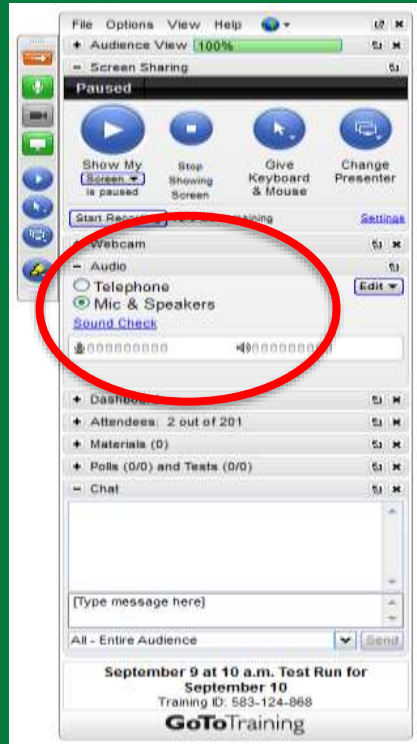 File Options View Help
+ Audience View 100%
− Screen Sharing
Paused
Show My
Screen
is paused
Stop
Showing
Screen
Give
Keyboard
& Mouse
Change
Presenter
Start Recording
Settings
+ Webcam
− Audio
Telephone
Mic & Speakers
Edit
Sound Check
+ Dashboard
+ Attendees: 2 out of 201
+ Materials (0)
+ Polls (0/0) and Tests (0/0)
− Chat
[Type message here]
All - Entire Audience
Send
September 9 at 10 a.m. Test Run for
September 10
Training ID: 583-124-868
GoToTraining